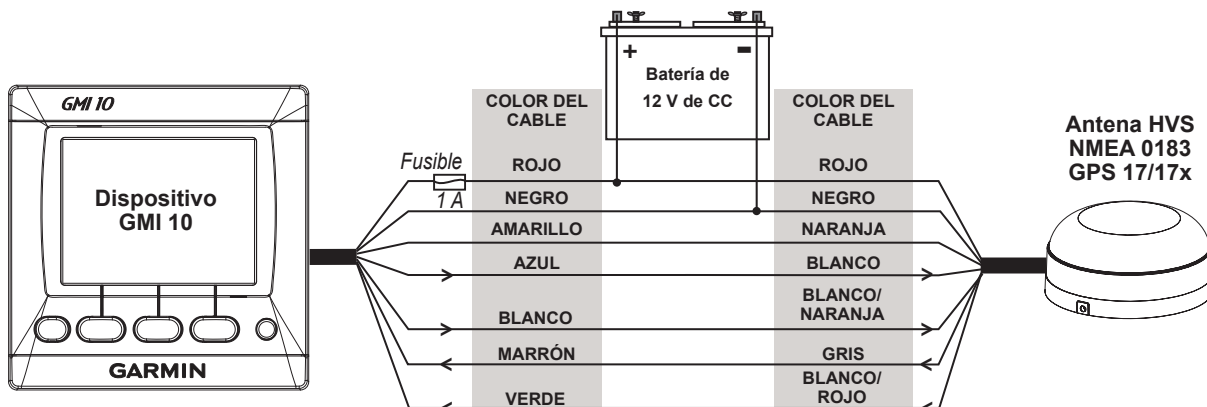 GMI 10
Dispositivo
GMI 10
GARMIN
Fusible
1 A
COLOR DEL
CABLE
ROJO
NEGRO
AMARILLO
AZUL
BLANCO
MARRÓN
VERDE
+ -
Batería de
12 V de CC
COLOR DEL
CABLE
ROJO
NEGRO
NARANJA
BLANCO
BLANCO/
NARANJA
GRIS
BLANCO/
ROJO
Antena HVS
NMEA 0183
GPS 17/17x